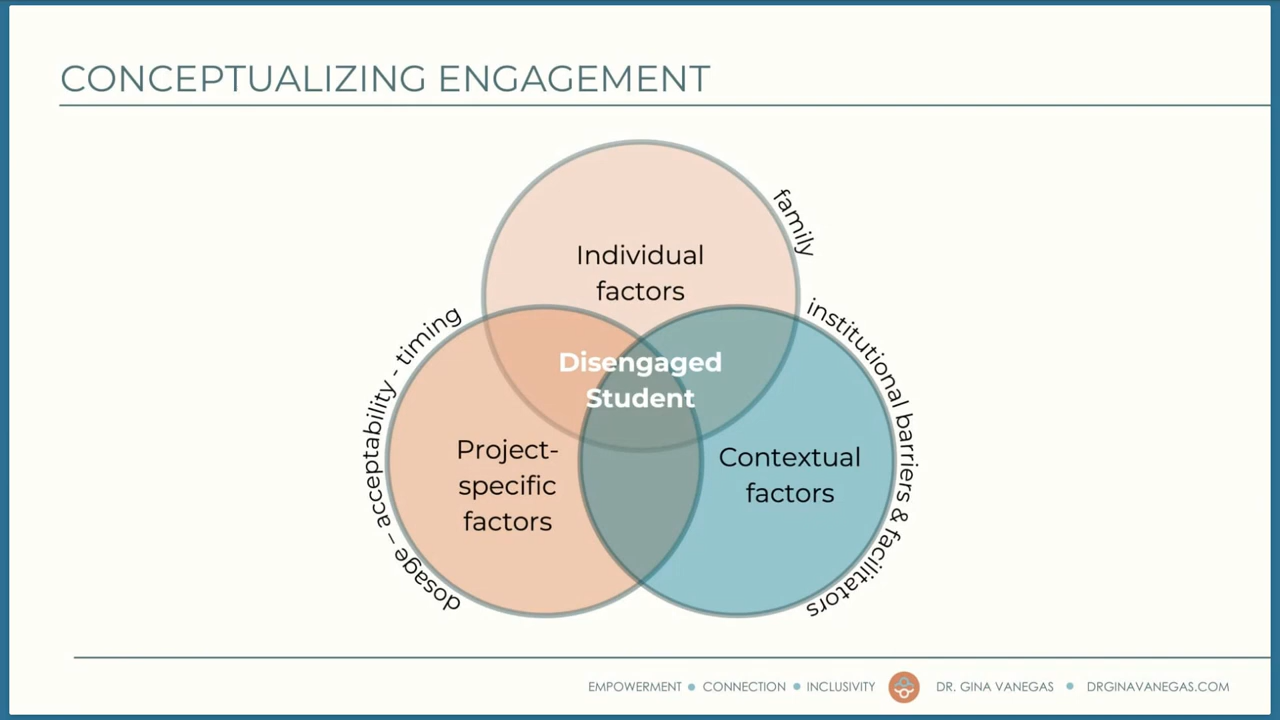 CONCEPTUALIZING ENGAGEMENT
family
Individual
factors
institutional barriers & facilitators
dosage – acceptability - timing
Disengaged
Student
Project-
specific
factors
Contextual
factors
EMPOWERMENT ● CONNECTION ● INCLUSIVITY DR. GINA VANEGAS ● DRGINAVANEGAS.COM